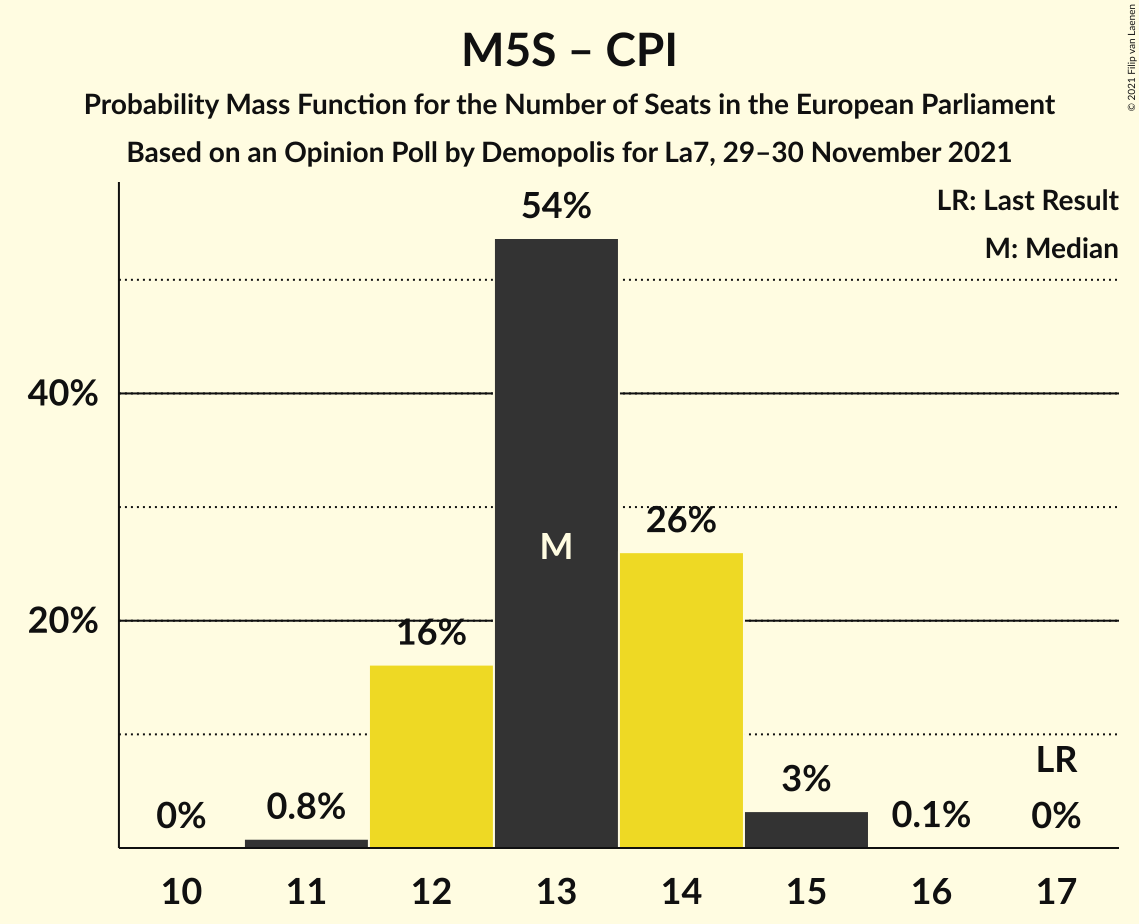 M5S – CPI
Probability Mass Function for the Number of Seats in the European Parliament
Based on an Opinion Poll by Demopolis for La7, 29–30 November 2021
© 2021 Filip van Laenen
LR: Last Result
M: Median
54%
40%
26%
M
20%
16%
LR
3%
0%
0.8%
0.1%
0%
10 11 12 13 14 15 16 17